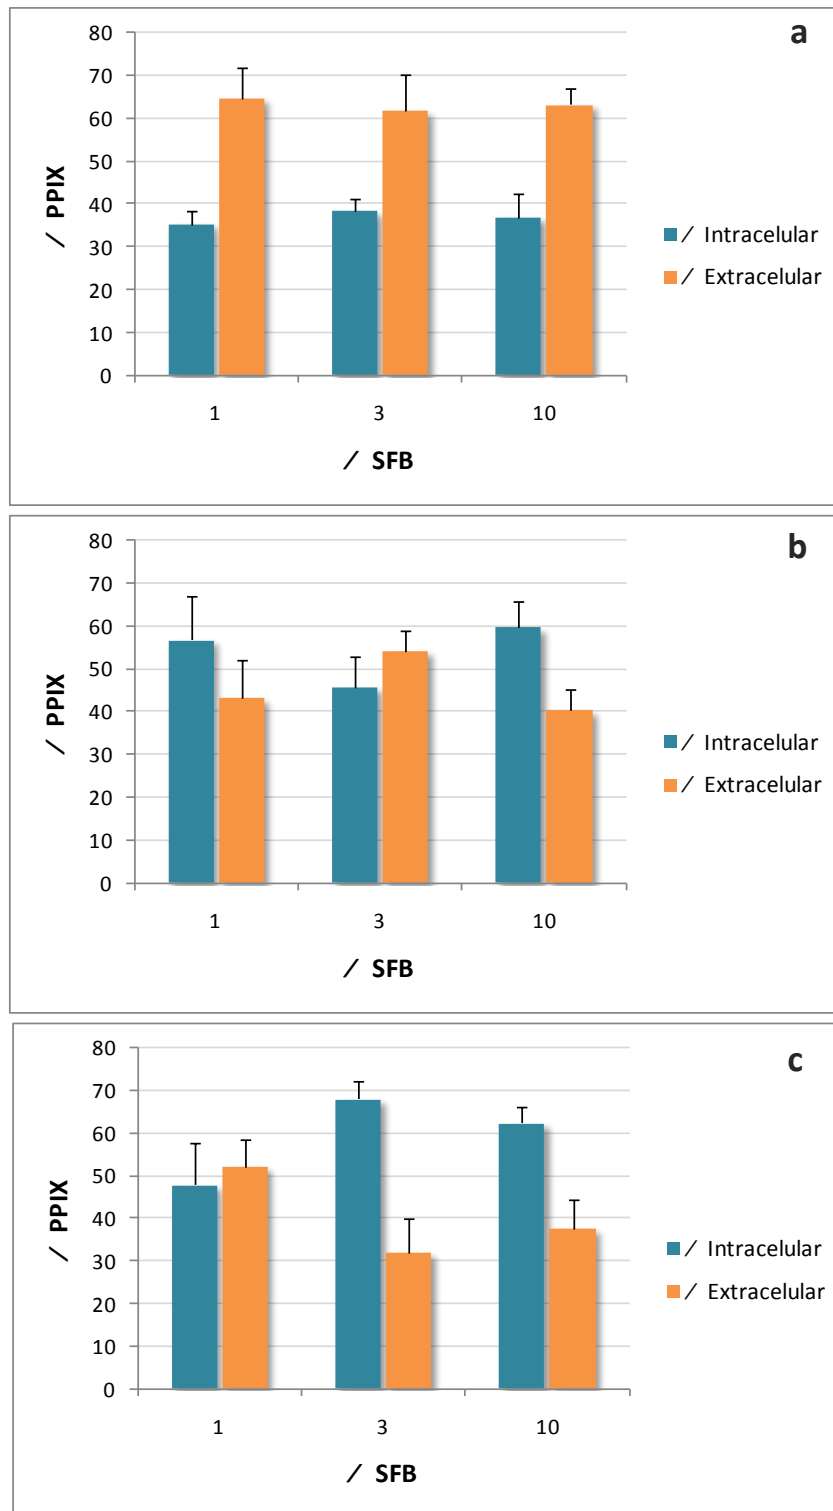 a
80
70
60
50
40
30
20
10
0
∕ PPIX
1 3 10
∕ SFB
∕ Intracelular
∕ Extracelular
b
80
70
60
50
40
30
20
10
0
∕ PPIX
1 3 10
∕ SFB
∕ Intracelular
∕ Extracelular
c
80
70
60
50
40
30
20
10
0
∕ PPIX
1 3 10
∕ SFB
∕ Intracelular
∕ Extracelular